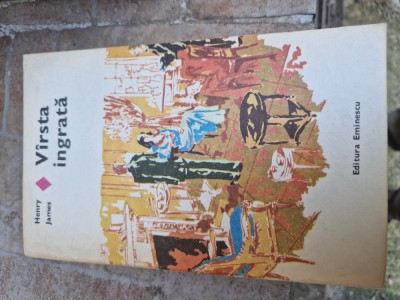 Henry
James
Vîrsta
ingrată
Editura Eminescu